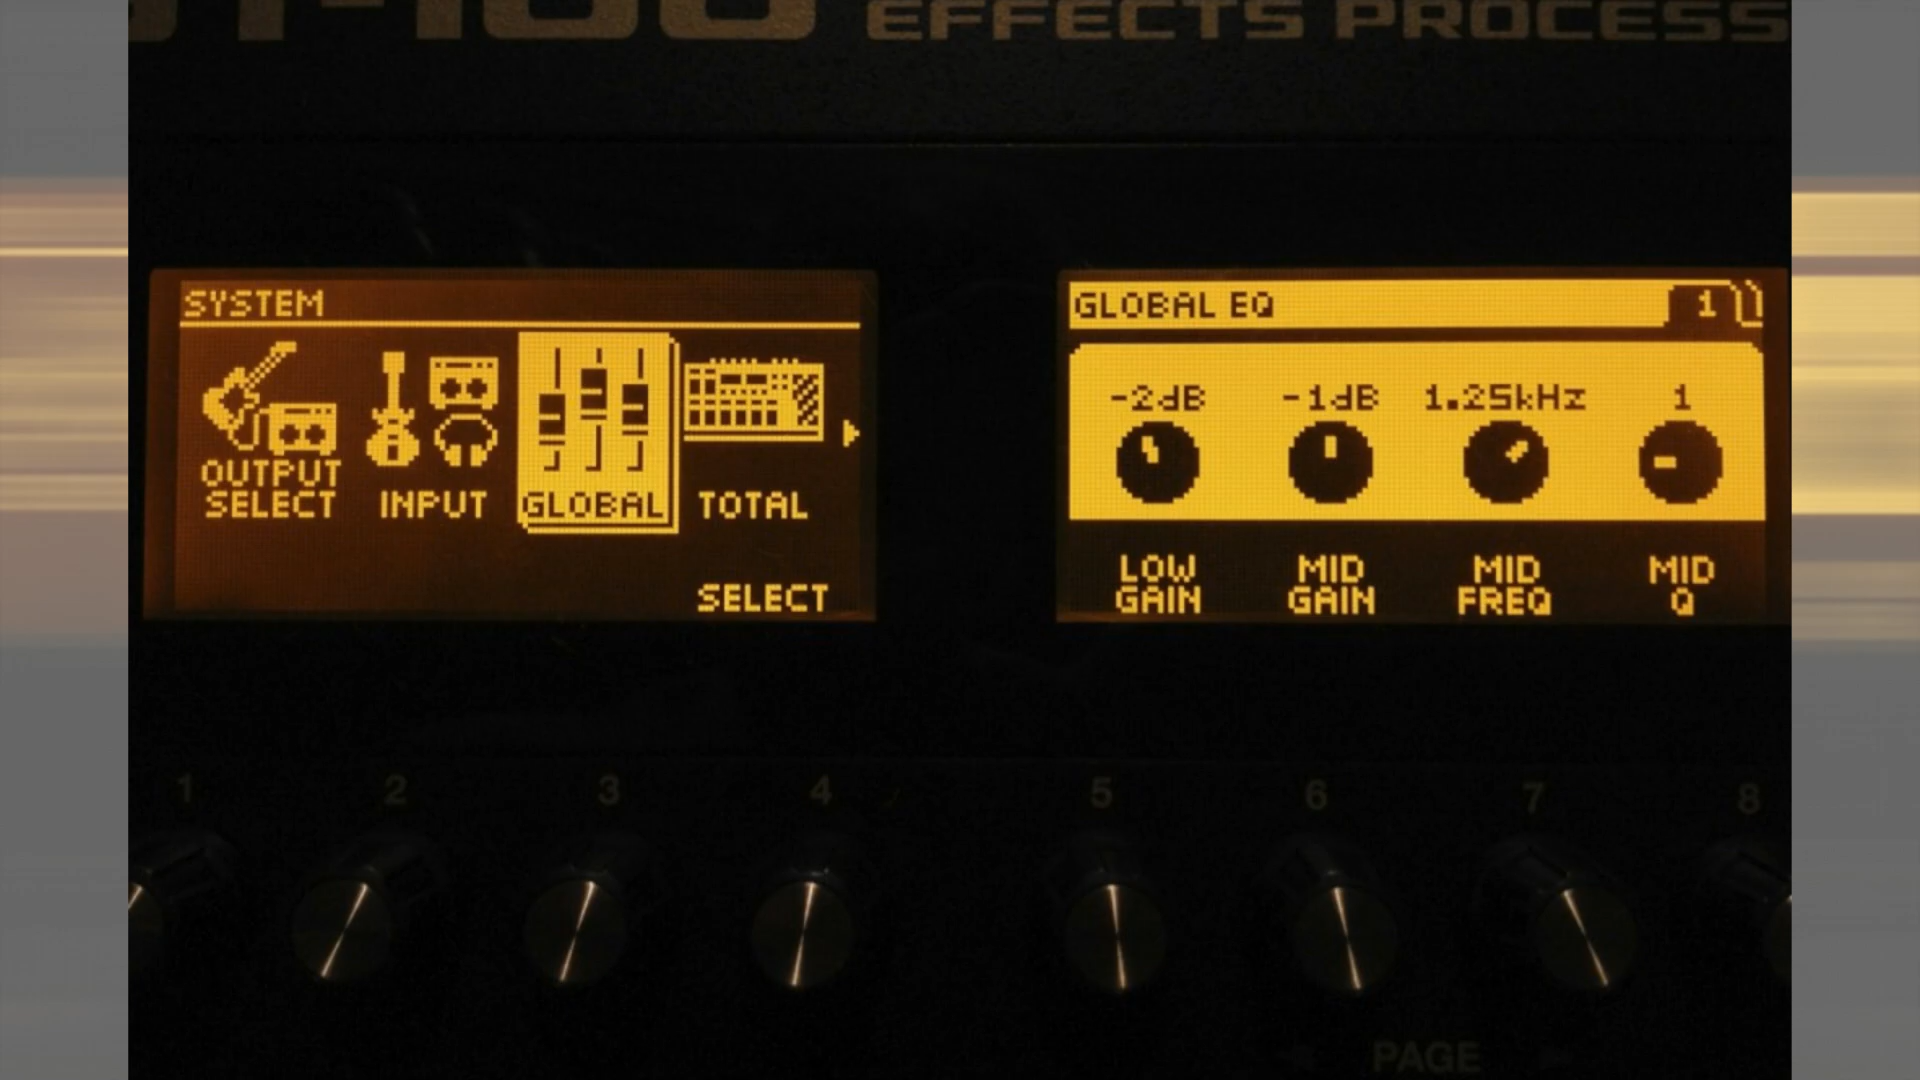 T-100 EFFECTS PROCESS
SYSTEM
OUTPUT
SELECT
INPUT
GLOBAL
TOTAL
SELECT
GLOBAL EQ
1
-2dB
-1dB
1.25kHz
1
LOW
GAIN
MID
GAIN
MID
FREQ
MID
Q
1 2 3 4 5 6 7 8
PAGE